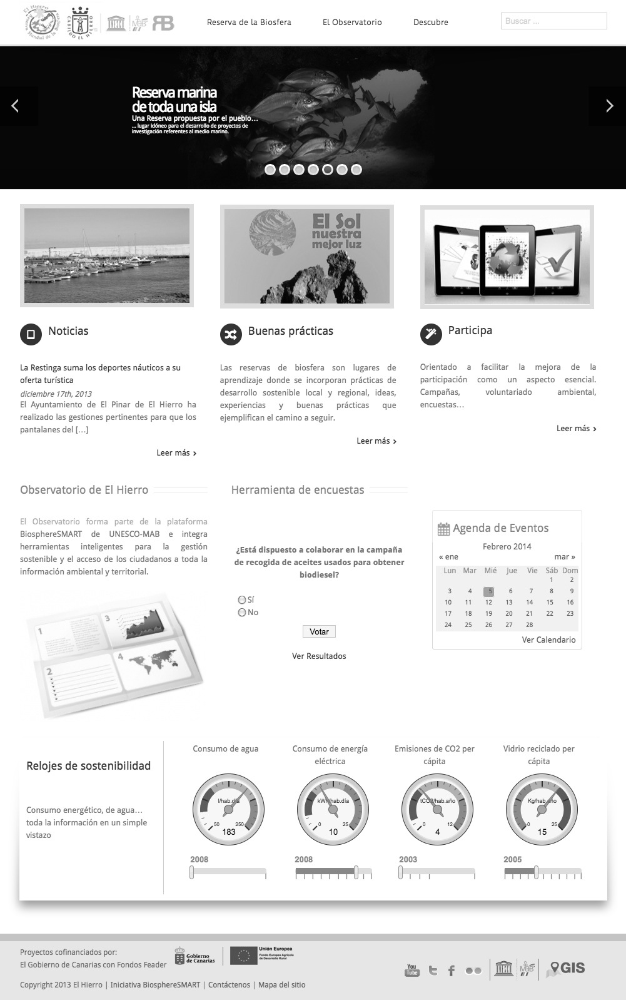 El Hierro
CABILDO EL HIERRO
MaB
RB
Reserva de la Biosfera
El Observatorio
Descubre
Buscar ...
Reserva marina
de toda una isla
Una Reserva propuesta por el pueblo...
... lugar idóneo para el desarrollo de proyectos de
investigación referentes al medio marino.
El Sol
nuestra
mejor luz
Noticias
La Restinga suma los deportes náuticos a su
oferta turística
diciembre 17th, 2013
El Ayuntamiento de El Pinar de El Hierro ha
realizado las gestiones pertinentes para que los
pantalanes del […]
Leer más
Buenas prácticas
Las reservas de biosfera son lugares de
aprendizaje donde se incorporan prácticas de
desarrollo sostenible local y regional, ideas,
experiencias y buenas prácticas que
ejemplifican el camino a seguir.
Leer más
Participa
Orientado a facilitar la mejora de la
participación como un aspecto esencial.
Campañas, voluntariado ambiental,
encuestas…
Leer más
Observatorio de El Hierro
El Observatorio forma parte de la plataforma
BiosphereSMART de UNESCO-MAB e integra
herramientas inteligentes para la gestión
sostenible y el acceso de los ciudadanos a toda la
información ambiental y territorial.
1
3
2
4
Herramienta de encuestas
¿Está dispuesto a colaborar en la campaña
de recogida de aceites usados para obtener
biodiesel?
Sí
No
Votar
Ver Resultados
Agenda de Eventos
Febrero 2014
« ene mar »
Lun Mar Mié Jue Vie Sáb Dom
1 2
3 4 5 6 7 8 9
10 11 12 13 14 15 16
17 18 19 20 21 22 23
24 25 26 27 28
Ver Calendario
Relojes de sostenibilidad
Consumo energético, de agua…
toda la información en un simple
vistazo
Consumo de agua
l/hab.día
50 250
183
2008
Consumo de energía
eléctrica
kWh/hab.día
0 25
10
2008
Emisiones de CO2 per
cápita
tCO2/hab.año
0 12
4
2003
Vidrio reciclado per
cápita
Kg/hab.año
0 25
15
2005
Proyectos cofinanciados por:
El Gobierno de Canarias con Fondos Feader
Gobierno
de Canarias
Unión Europea
Fondo Europeo Agrícola
de Desarrollo Rural
Copyright 2013 El Hierro | Iniciativa BiosphereSMART | Contáctenos | Mapa del sitio
You
Tube
MaB
GIS